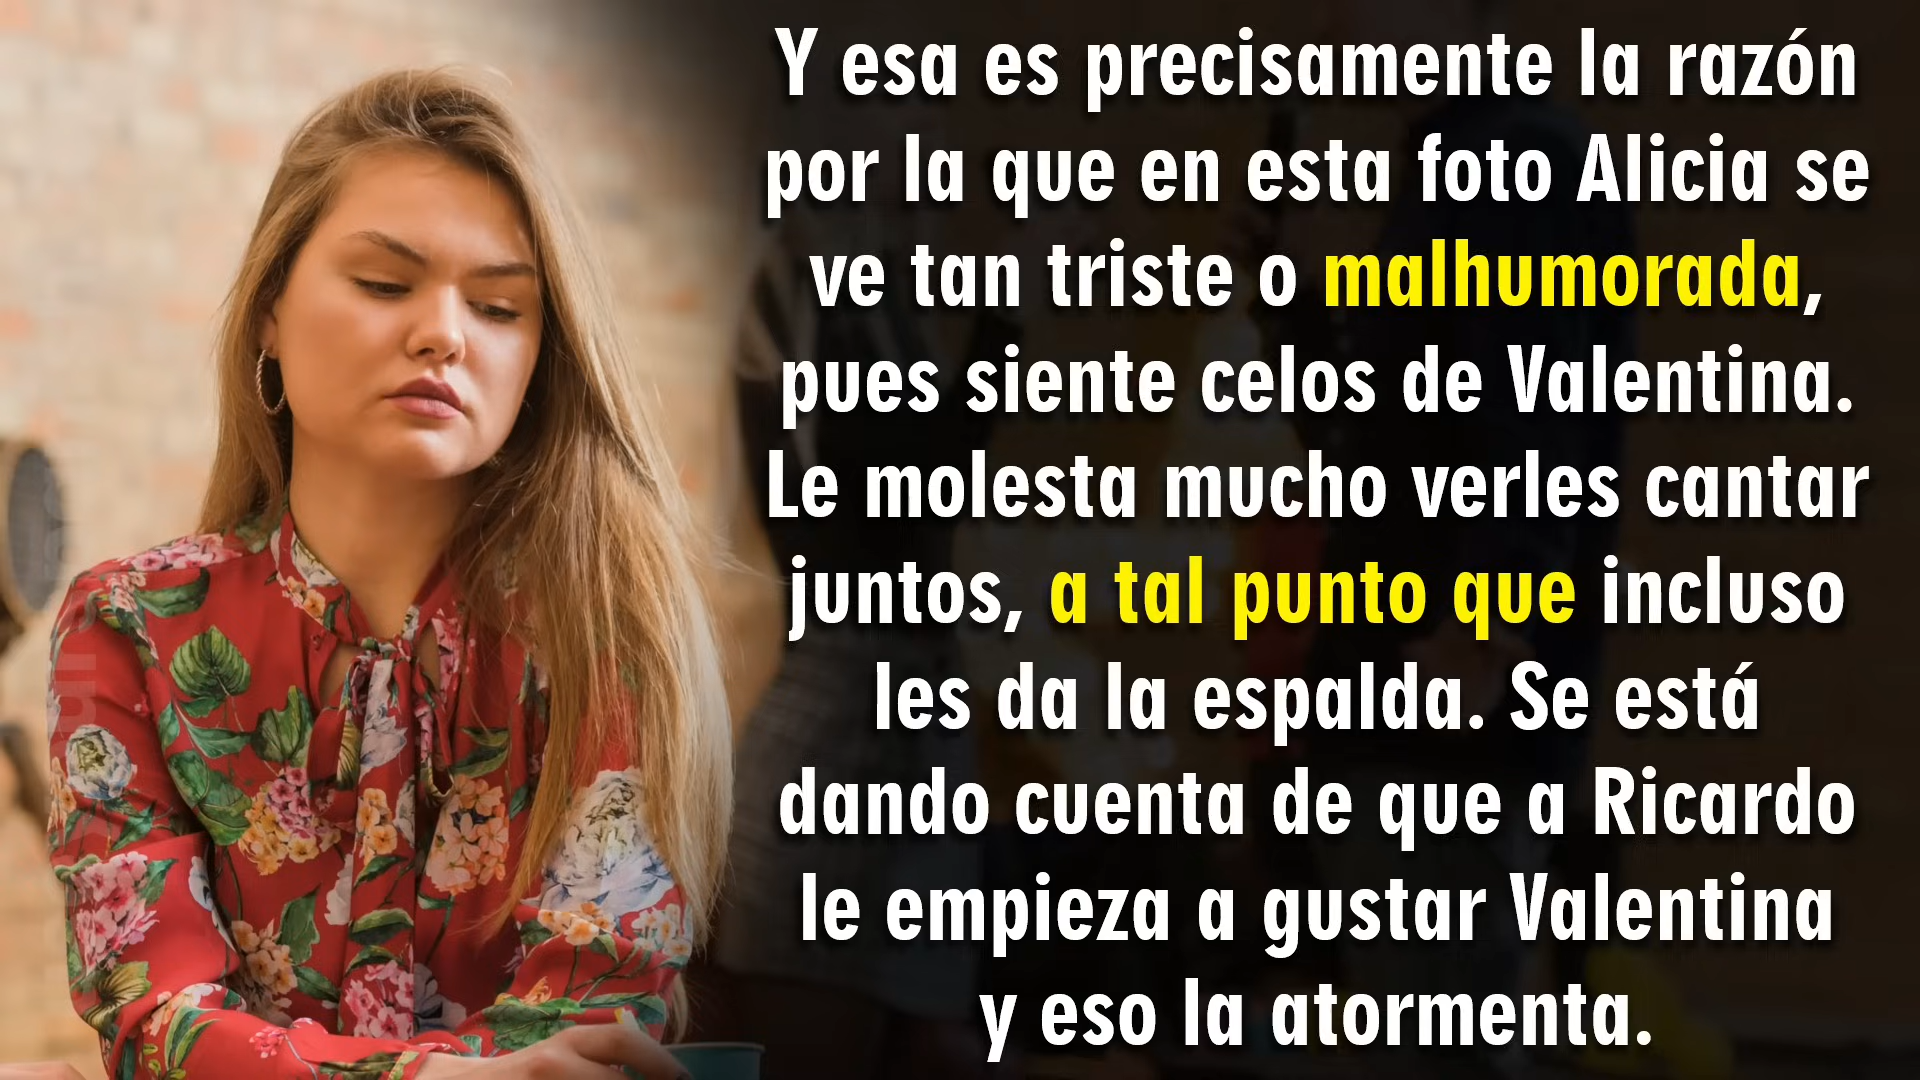 Y esa es precisamente la razón
por la que en esta foto Alicia se
ve tan triste o malhumorada,
pues siente celos de Valentina.
Le molesta mucho verles cantar
juntos, a tal punto que incluso
les da la espalda. Se está
dando cuenta de que a Ricardo
le empieza a gustar Valentina
y eso la atormenta.